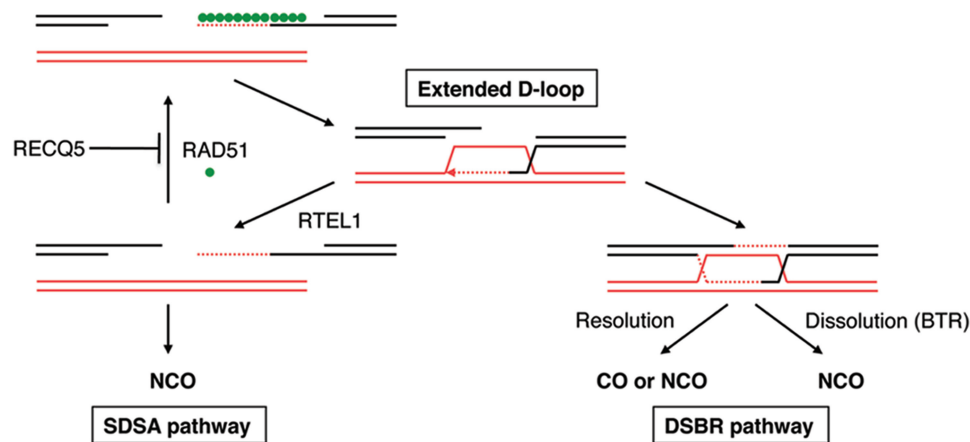 Extended D-loop
RECQ5
RAD51
RTEL1
Resolution
Dissolution (BTR)
NCO
CO or NCO
NCO
SDSA pathway
DSBR pathway